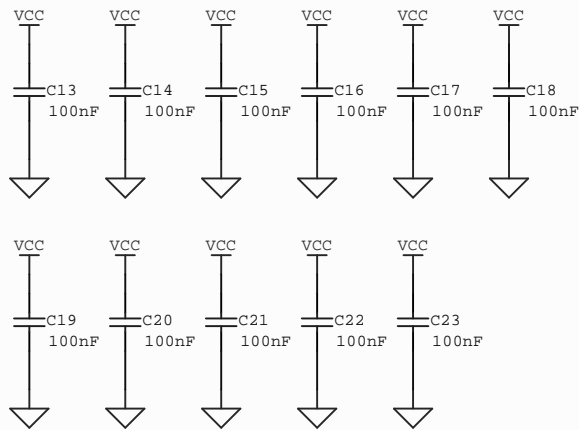 VCC VCC VCC VCC VCC VCC
C13 C14 C15 C16 C17 C18
100nF 100nF 100nF 100nF 100nF 100nF
VCC VCC VCC VCC VCC
C19 C20 C21 C22 C23
100nF 100nF 100nF 100nF 100nF